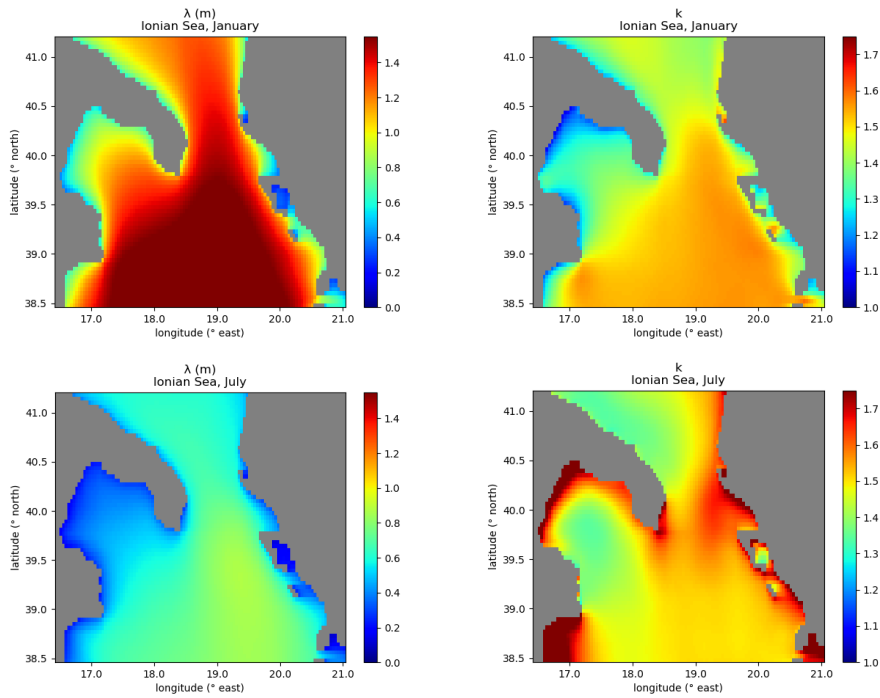 λ (m)
Ionian Sea, January
41.0
40.5
40.0
39.5
39.0
38.5
latitude (° north)
17.0 18.0 19.0 20.0 21.0
longitude (° east)
1.4
1.2
1.0
0.8
0.6
0.4
0.2
0.0
k
Ionian Sea, January
41.0
40.5
40.0
39.5
39.0
38.5
latitude (° north)
17.0 18.0 19.0 20.0 21.0
longitude (° east)
1.7
1.6
1.5
1.4
1.3
1.2
1.1
1.0
λ (m)
Ionian Sea, July
41.0
40.5
40.0
39.5
39.0
38.5
latitude (° north)
17.0 18.0 19.0 20.0 21.0
longitude (° east)
1.4
1.2
1.0
0.8
0.6
0.4
0.2
0.0
k
Ionian Sea, July
41.0
40.5
40.0
39.5
39.0
38.5
latitude (° north)
17.0 18.0 19.0 20.0 21.0
longitude (° east)
1.7
1.6
1.5
1.4
1.3
1.2
1.1
1.0